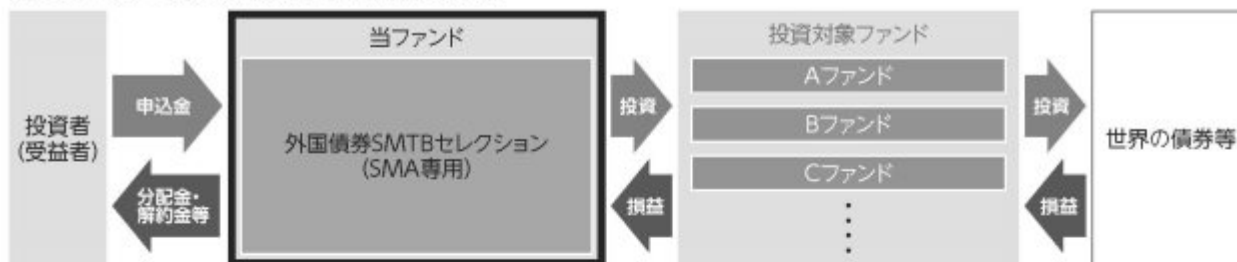 投資者
(受益者)
申込金
分配金・
解約金等
当ファンド
外国債券SMTBセレクション
(SMA専用)
投資
損益
投資対象ファンド
Aファンド
Bファンド
Cファンド
投資
損益
世界の債券等